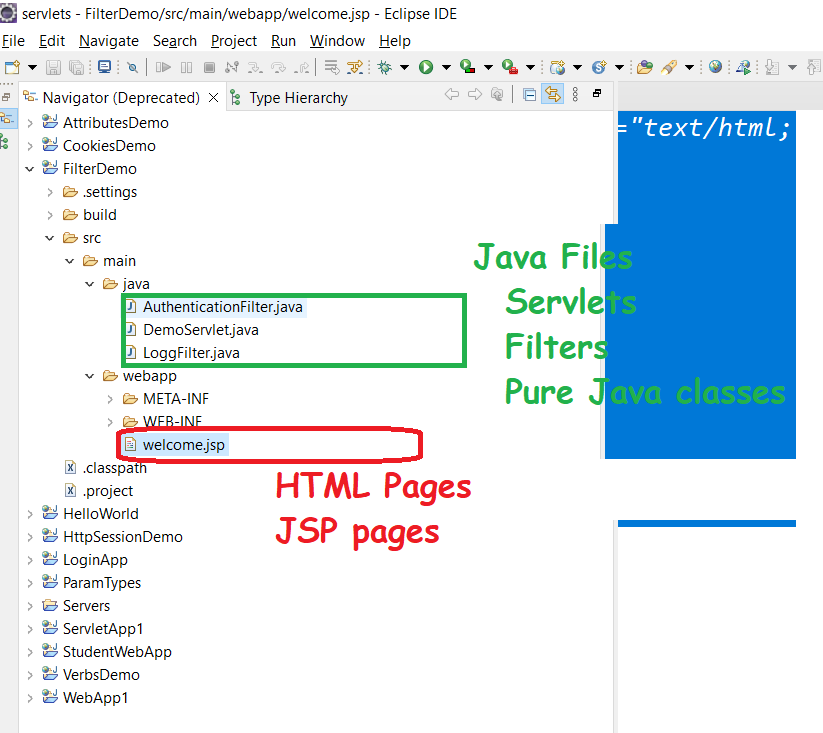 servlets - FilterDemo/src/main/webapp/welcome.jsp - Eclipse IDE
File Edit Navigate Search Project Run Window Help
Navigator (Deprecated) Type Hierarchy
AttributesDemo
="text/html;
CookiesDemo
FilterDemo
.settings
build
src
main
java
AuthenticationFilter.java
DemoServlet.java
LoggFilter.java
Java Files
Servlets
Filters
Pure Java classes
webapp
META-INF
WEB-INF
welcome.jsp
.classpath
.project
HTML Pages
JSP pages
HelloWorld
HttpSessionDemo
LoginApp
ParamTypes
Servers
ServletApp1
StudentWebApp
VerbsDemo
WebApp1